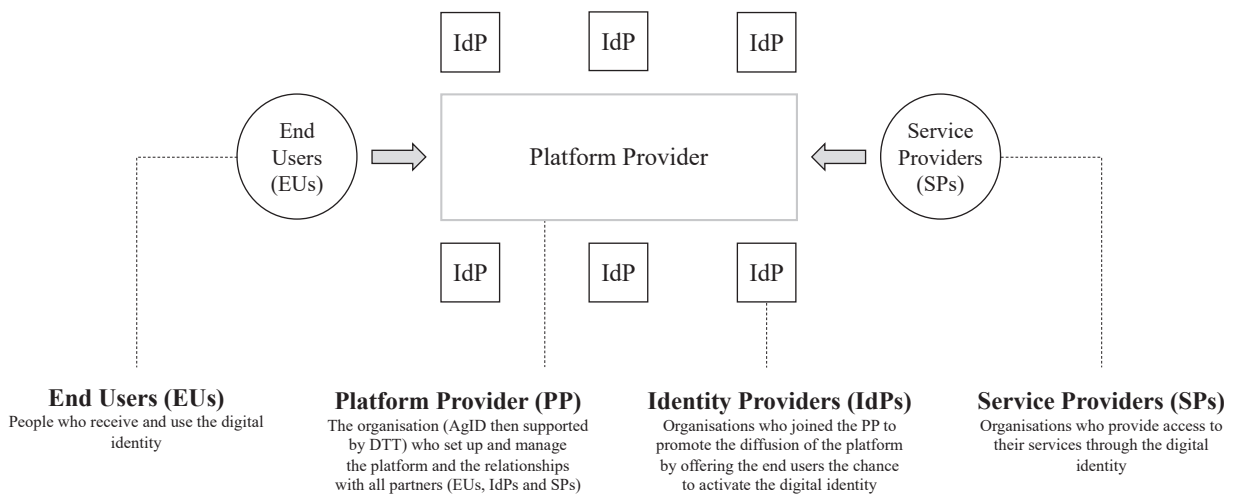 IdP
IdP
IdP
End
Users
(EUs)
Platform Provider
Service
Providers
(SPs)
IdP
IdP
IdP
End Users (EUs)
People who receive and use the digital
identity
Platform Provider (PP)
The organisation (AgID then supported
by DTT) who set up and manage
the platform and the relationships
with all partners (EUs, IdPs and SPs)
Identity Providers (IdPs)
Organisations who joined the PP to
promote the diffusion of the platform
by offering the end users the chance
to activate the digital identity
Service Providers (SPs)
Organisations who provide access to
their services through the digital
identity